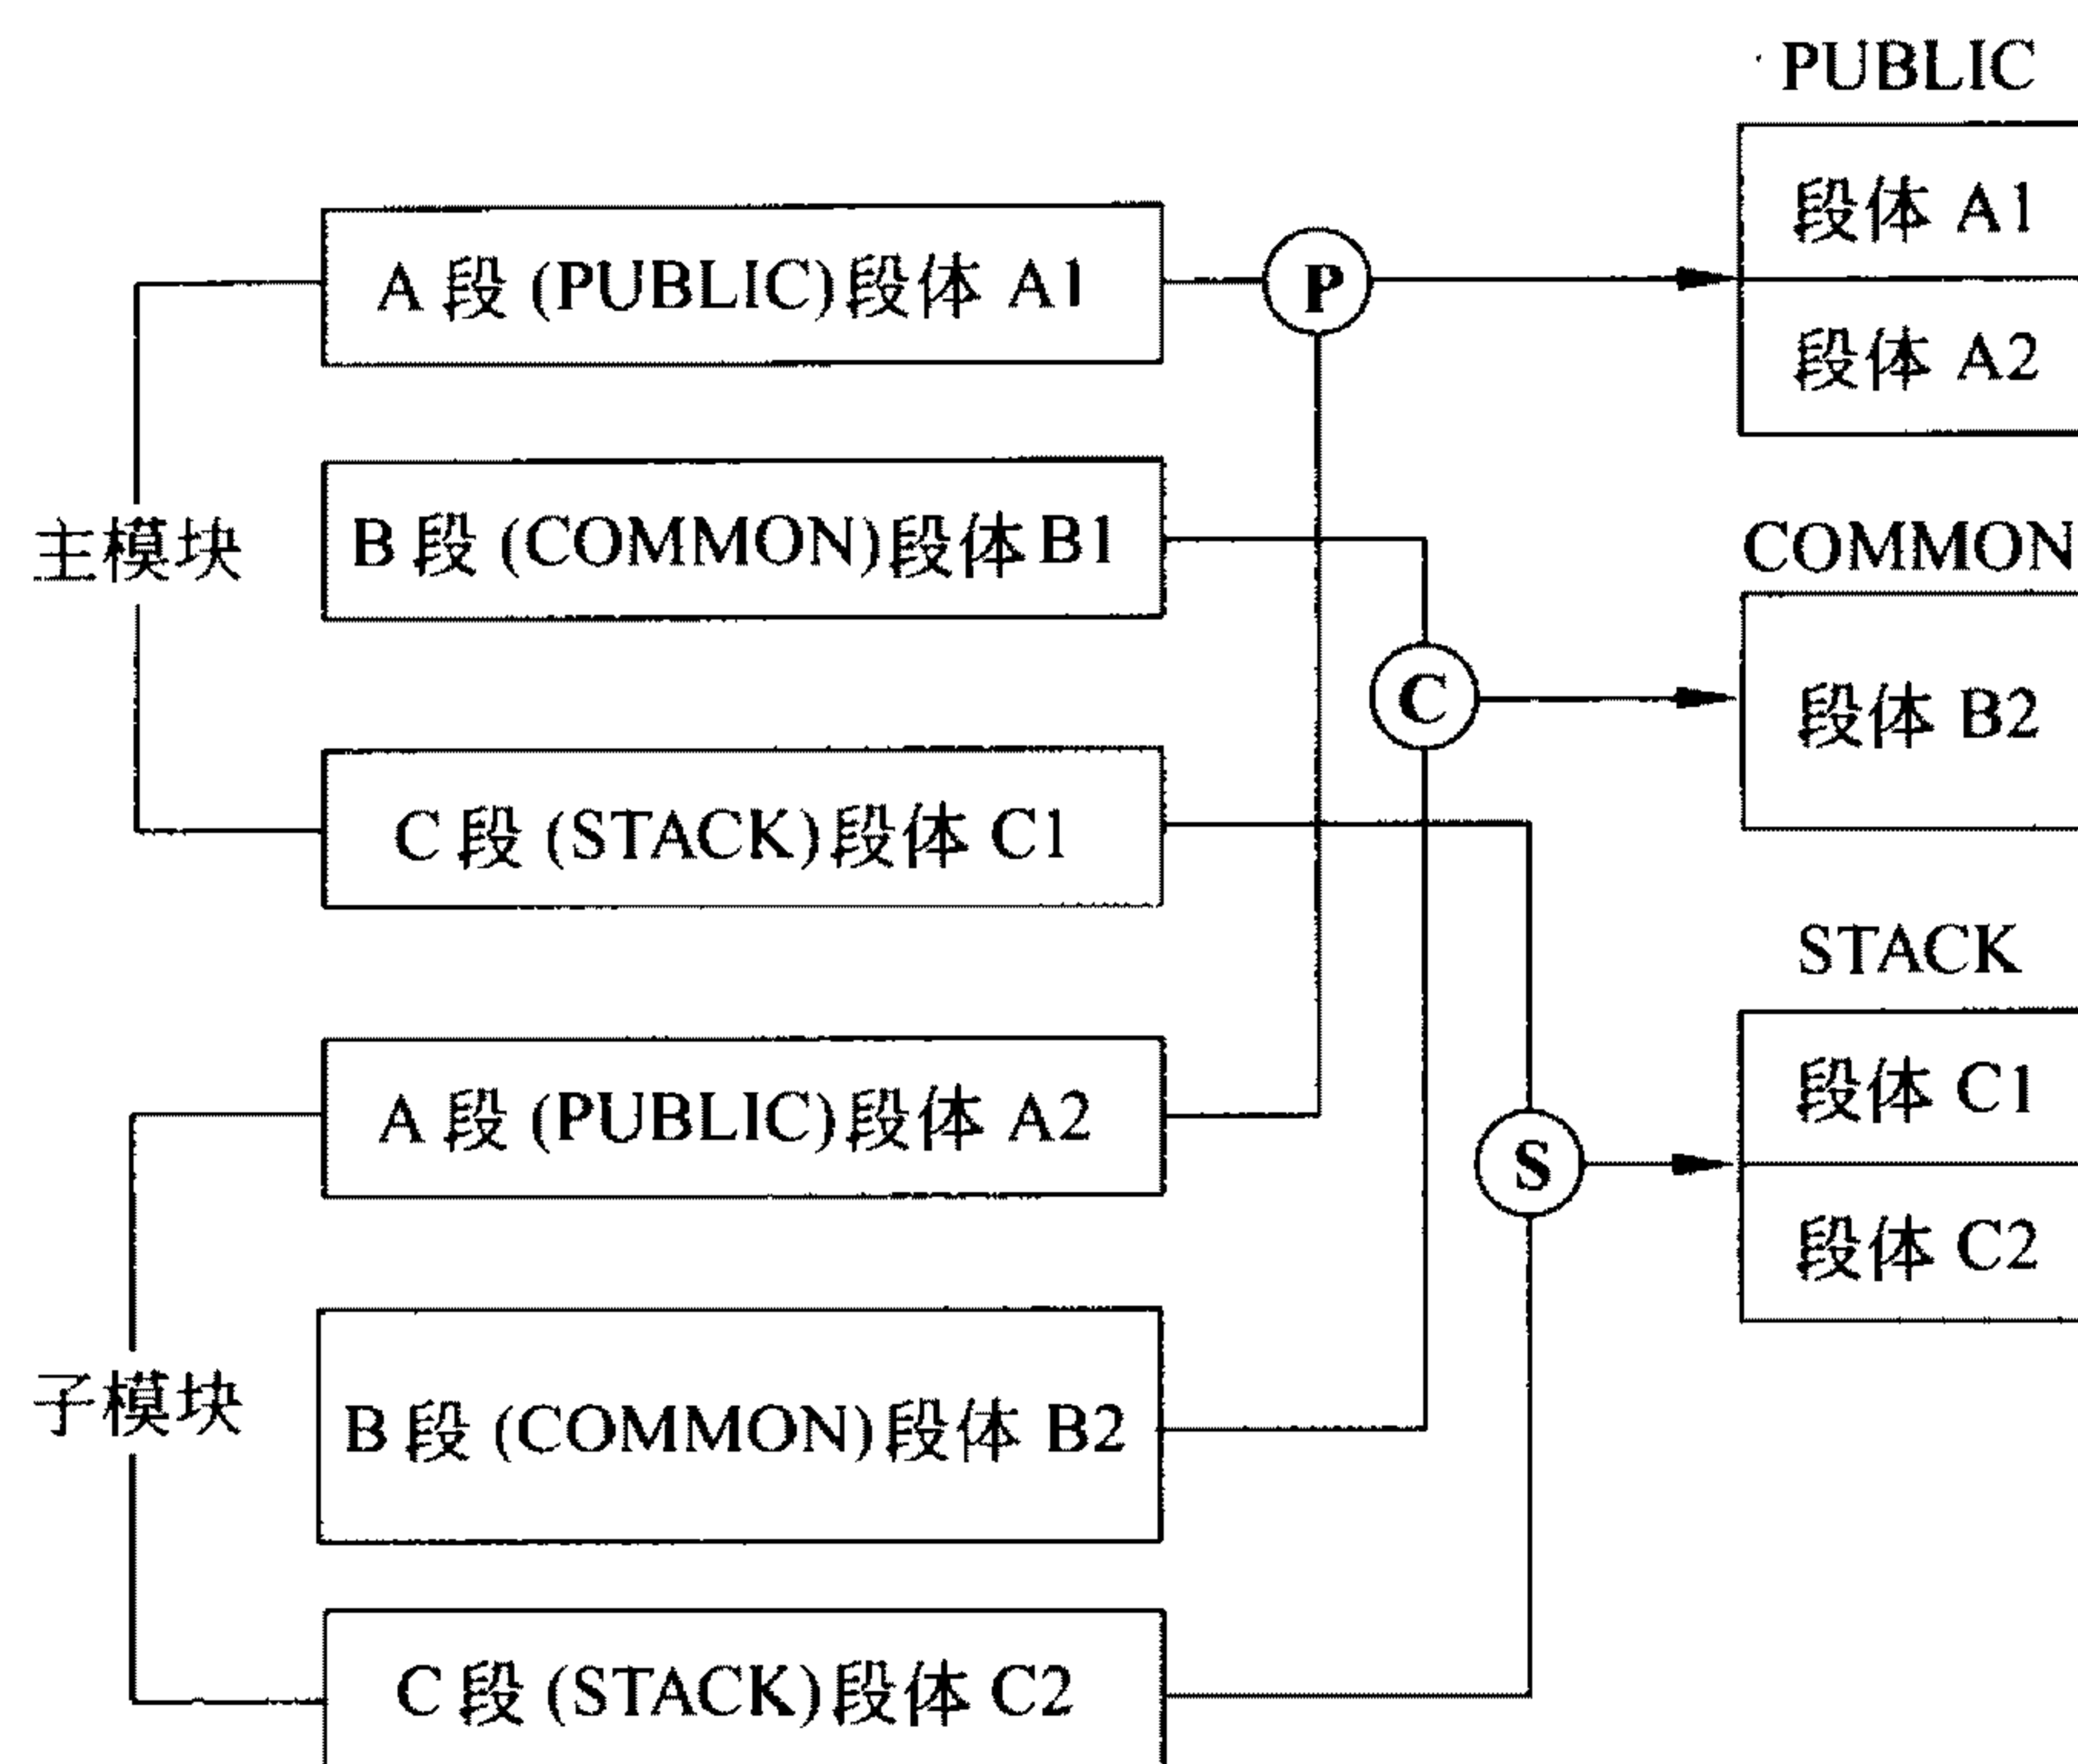 PUBLIC
段体 A1
段体 A2
A 段 (PUBLIC)段体 A1
P
主模块
B 段 (COMMON)段体B1
C
COMMON
段体 B2
C 段 (STACK)段体 C1
STACK
段体 C1
段体 C2
S
子模块
A 段 (PUBLIC)段体 A2
B 段 (COMMON)段体 B2
C 段 (STACK)段体 C2